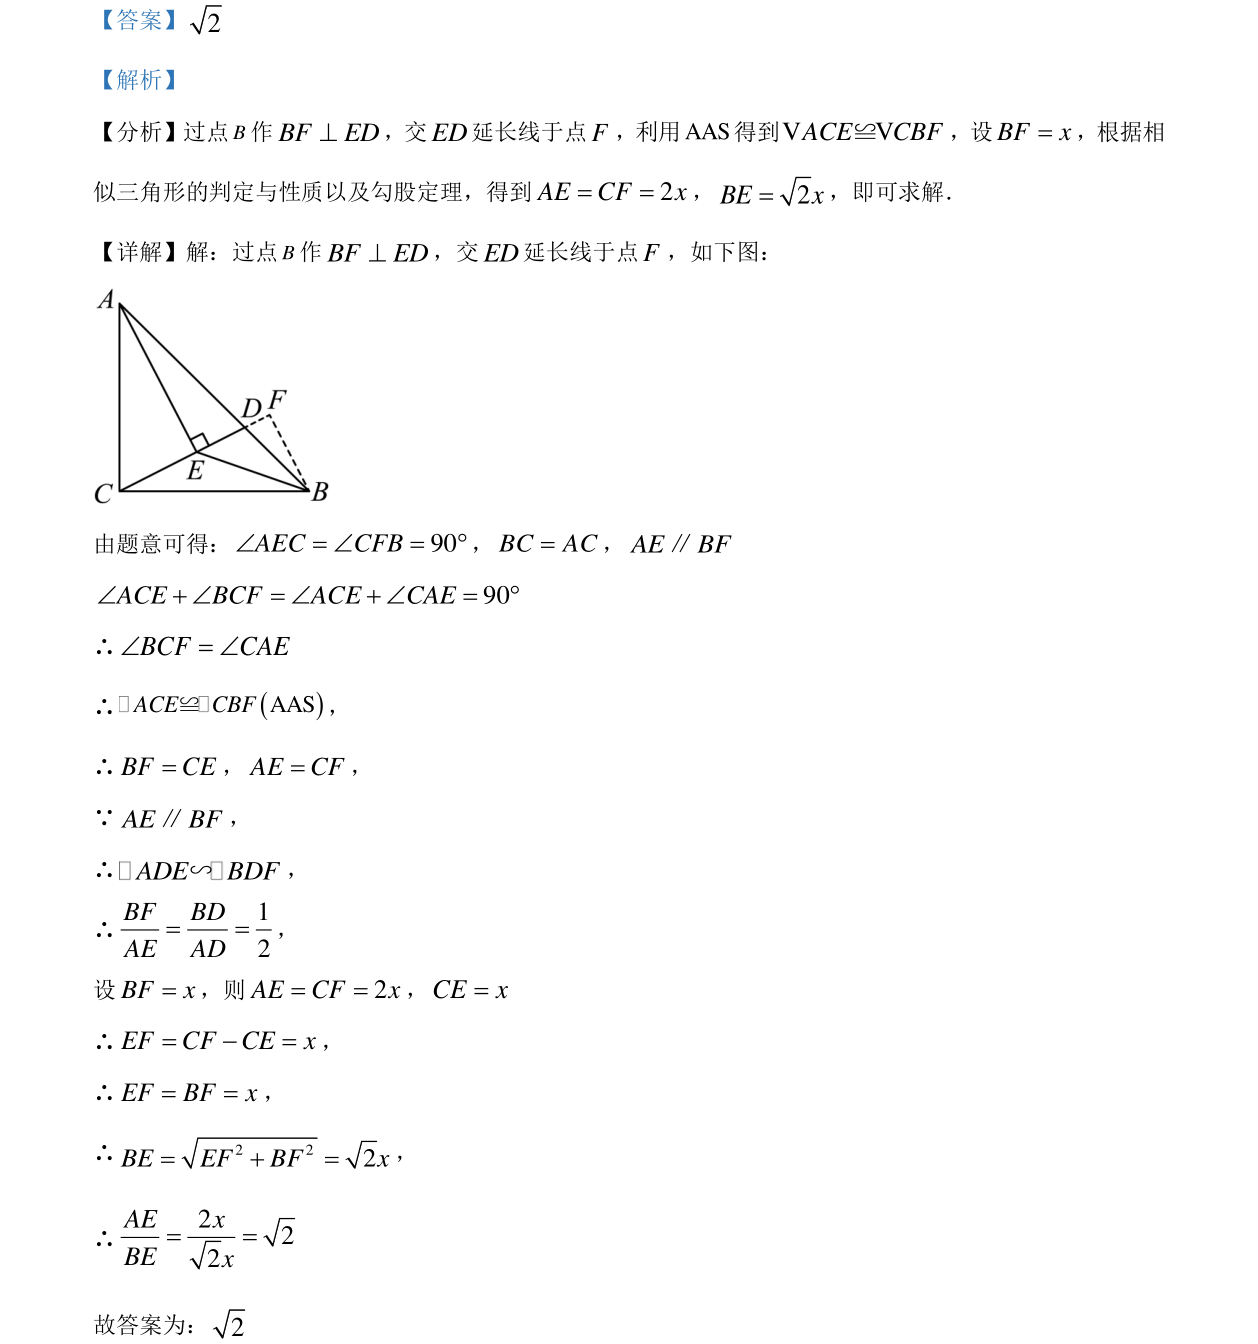 【答案】√2
【解析】
【分析】过点B作BF⊥ED，交ED延长线于点F，利用AAS得到VACE≌VCBF，设BF=x，根据相
似三角形的判定与性质以及勾股定理，得到AE=CF=2x，BE=√2x，即可求解．
【详解】解：过点B作BF⊥ED，交ED延长线于点F，如下图：
A
D F
E
C B
由题意可得：∠AEC=∠CFB=90°，BC=AC，AE∥BF
∠ACE+∠BCF=∠ACE+∠CAE=90°
∴∠BCF=∠CAE
∴□ACE≌□CBF(AAS)，
∴BF=CE，AE=CF，
∵AE∥BF，
∴□ADE∽□BDF，
∴BF/AE=BD/AD=1/2，
设BF=x，则AE=CF=2x，CE=x
∴EF=CF−CE=x，
∴EF=BF=x，
∴BE=√(EF²+BF²)=√2x，
∴AE/BE=2x/√2x=√2
故答案为：√2